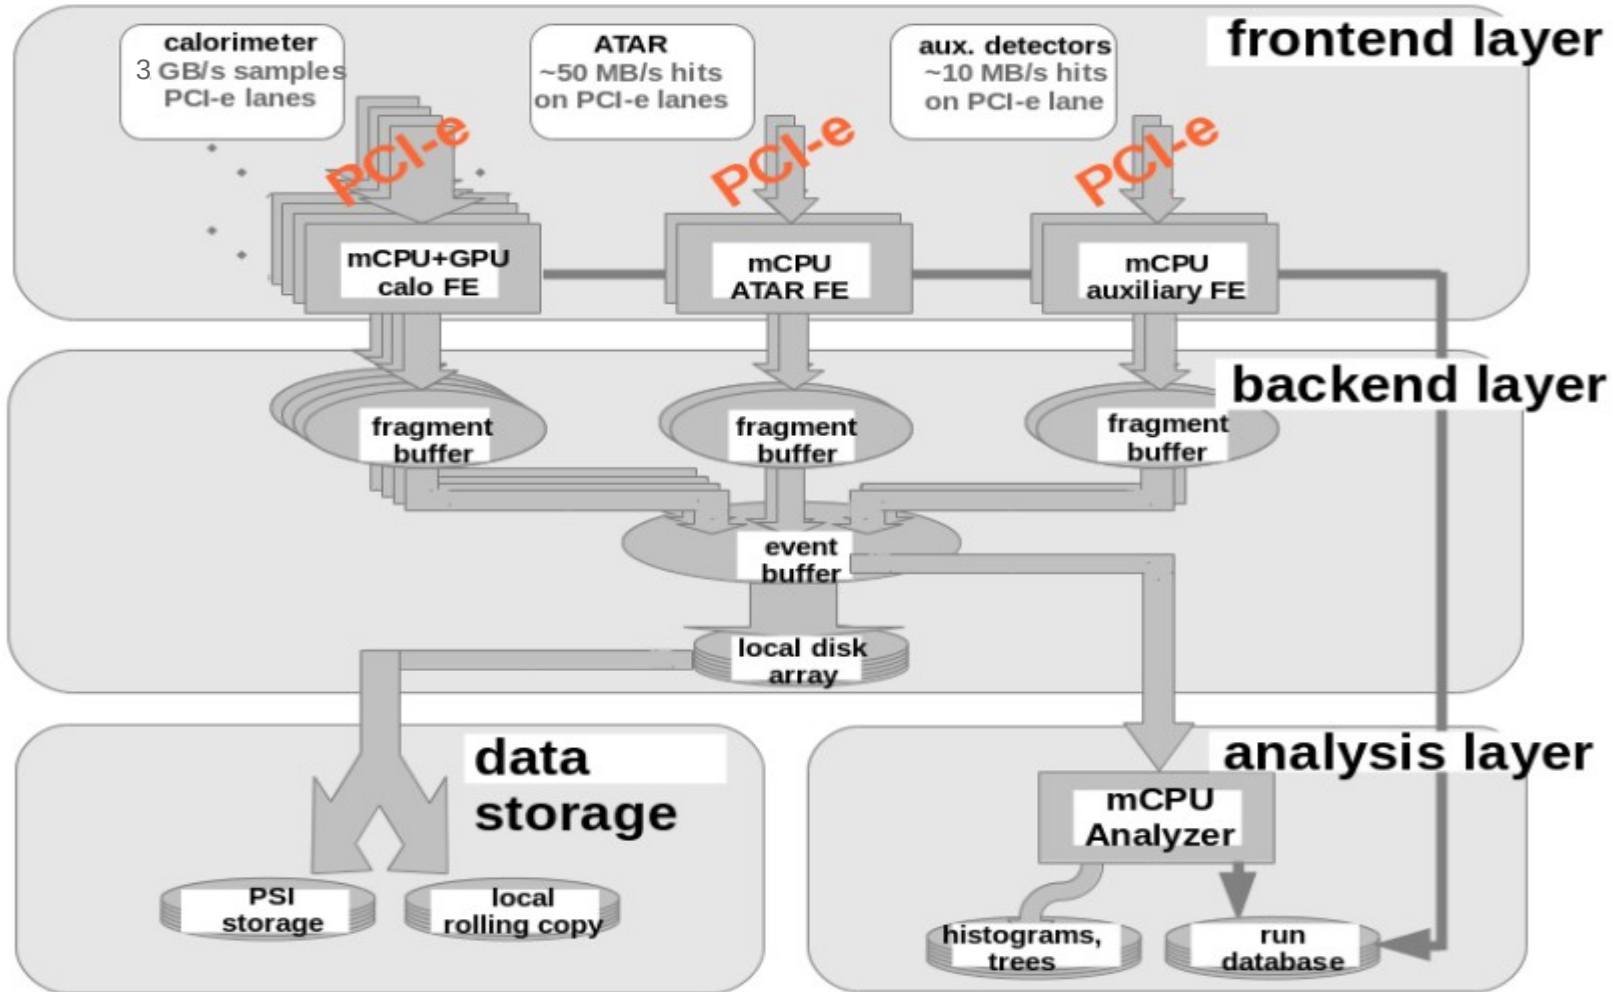 frontend layer
calorimeter
3 GB/s samples
PCI-e lanes
ATAR
~50 MB/s hits
on PCI-e lanes
aux. detectors
~10 MB/s hits
on PCI-e lane
PCI-e
PCI-e
PCI-e
mCPU+GPU
calo FE
mCPU
ATAR FE
mCPU
auxiliary FE
backend layer
fragment
buffer
fragment
buffer
fragment
buffer
event
buffer
local disk
array
data
storage
PSI
storage
local
rolling copy
analysis layer
mCPU
Analyzer
histograms,
trees
run
database